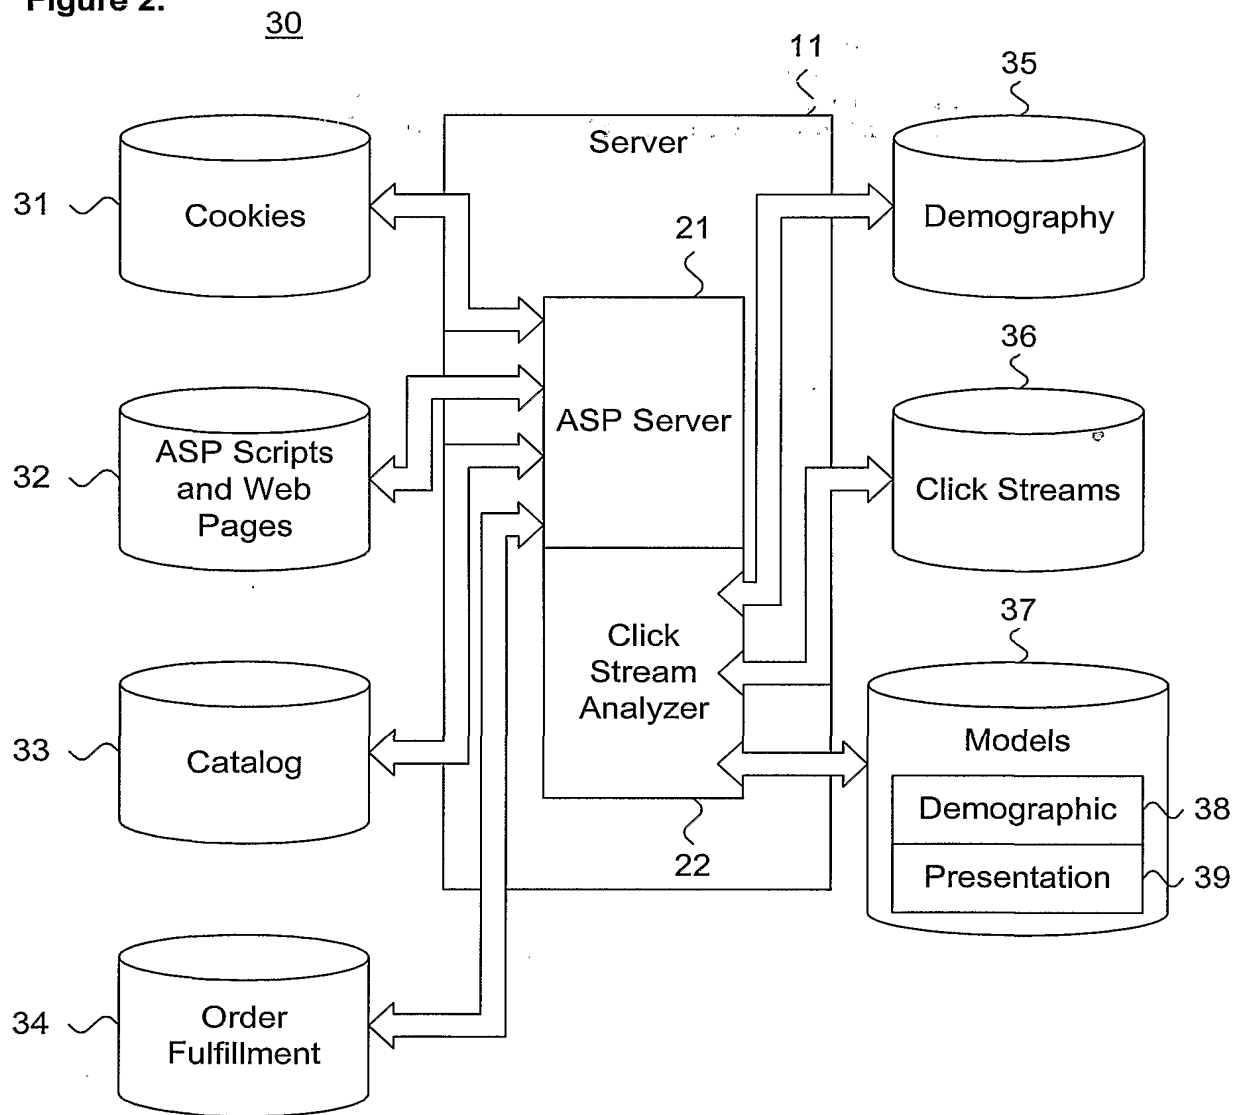 Figure 2.
30
11
35
Server
31
Cookies
Demography
21
36
ASP Server
32
ASP Scripts
and Web
Pages
Click Streams
37
Click
Stream
Analyzer
33
Catalog
Models
Demographic
38
22
Presentation
39
34
Order
Fulfillment